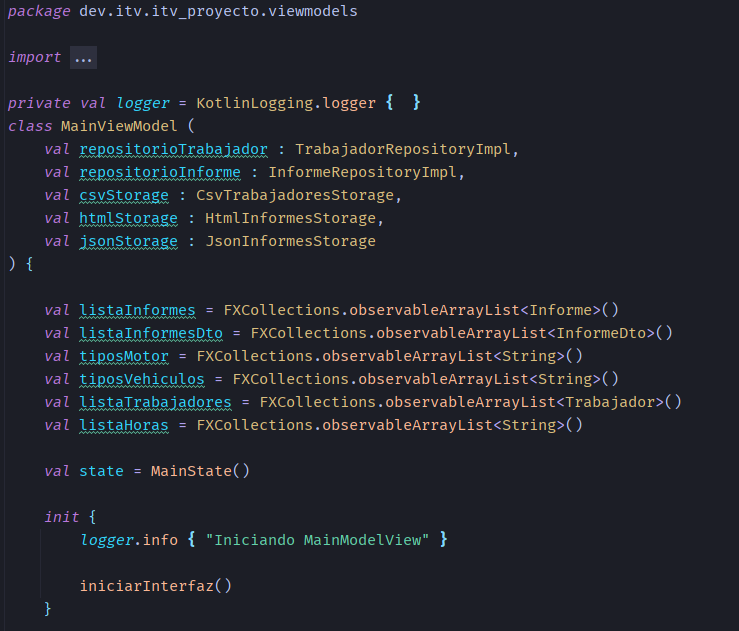 package dev.itv.itv_proyecto.viewmodels
import ...
private val logger = KotlinLogging.logger {  }
class MainViewModel (
    val repositorioTrabajador : TrabajadorRepositoryImpl,
    val repositorioInforme : InformeRepositoryImpl,
    val csvStorage : CsvTrabajadoresStorage,
    val htmlStorage : HtmlInformesStorage,
    val jsonStorage : JsonInformesStorage
) {
    val listaInformes = FXCollections.observableArrayList<Informe>()
    val listaInformesDto = FXCollections.observableArrayList<InformeDto>()
    val tiposMotor = FXCollections.observableArrayList<String>()
    val tiposVehiculos = FXCollections.observableArrayList<String>()
    val listaTrabajadores = FXCollections.observableArrayList<Trabajador>()
    val listaHoras = FXCollections.observableArrayList<String>()
    val state = MainState()
    init {
        logger.info { "Iniciando MainModelView" }
        iniciarInterfaz()
    }